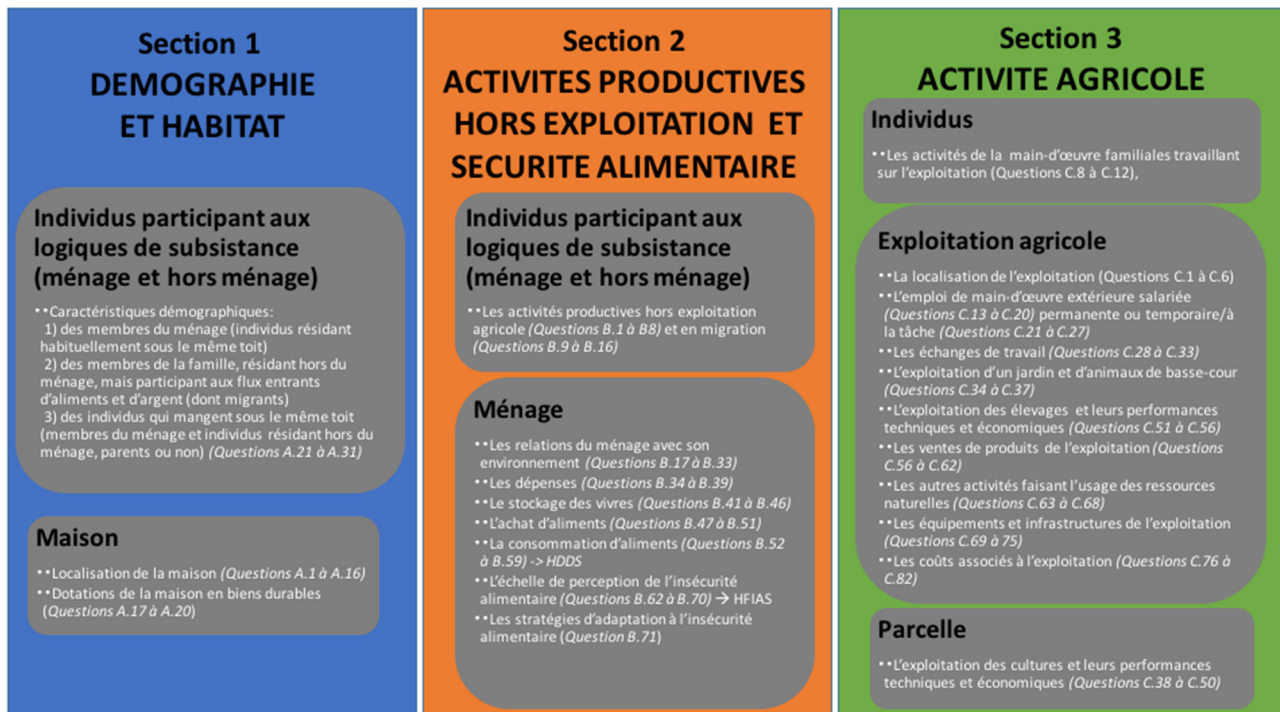 Section 1
DEMOGRAPHIE
ET HABITAT
Individus participant aux
logiques de subsistance
(ménage et hors ménage)
••Caractéristiques démographiques:
1) des membres du ménage (individus résidant
habituellement sous le même toit)
2) des membres de la famille, résidant hors du
ménage, mais participant aux flux entrants
d'aliments et d'argent (dont migrants)
3) des individus qui mangent sous le même toit
(membres du ménage et individus résidant hors du
ménage, parents ou non) (Questions A.21 à A.31)
Maison
••Localisation de la maison (Questions A.1 à A.16)
••Dotations de la maison en biens durables
(Questions A.17 à A.20)
Section 2
ACTIVITES PRODUCTIVES
HORS EXPLOITATION ET
SECURITE ALIMENTAIRE
Individus participant aux
logiques de subsistance
(ménage et hors ménage)
••Les activités productives hors exploitation
agricole (Questions B.1 à B8) et en migration
(Questions B.9 à B.16)
Ménage
••Les relations du ménage avec son
environnement (Questions B.17 à B.33)
••Les dépenses (Questions B.34 à B.39)
••Le stockage des vivres (Questions B.41 à B.46)
••L'achat d'aliments (Questions B.47 à B.51)
••La consommation d'aliments (Questions B.52
à B.59) -> HDDS
••L'échelle de perception de l'insécurité
alimentaire (Questions B.62 à B.70) → HFIAS
••Les stratégies d'adaptation à l'insécurité
alimentaire (Question B.71)
Section 3
ACTIVITE AGRICOLE
Individus
••Les activités de la main-d'œuvre familiales travaillant
sur l'exploitation (Questions C.8 à C.12),
Exploitation agricole
••La localisation de l'exploitation (Questions C.1 à C.6)
••L'emploi de main-d'œuvre extérieure salariée
(Questions C.13 à C.20) permanente ou temporaire/à
la tâche (Questions C.21 à C.27)
••Les échanges de travail (Questions C.28 à C.33)
••L'exploitation d'un jardin et d'animaux de basse-cour
(Questions C.34 à C.37)
••L'exploitation des élevages et leurs performances
techniques et économiques (Questions C.51 à C.56)
••Les ventes de produits de l'exploitation (Questions
C.56 à C.62)
••Les autres activités faisant l'usage des ressources
naturelles (Questions C.63 à C.68)
••Les équipements et infrastructures de l'exploitation
(Questions C.69 à 75)
••Les coûts associés à l'exploitation (Questions C.76 à
C.82)
Parcelle
••L'exploitation des cultures et leurs performances
techniques et économiques (Questions C.38 à C.50)